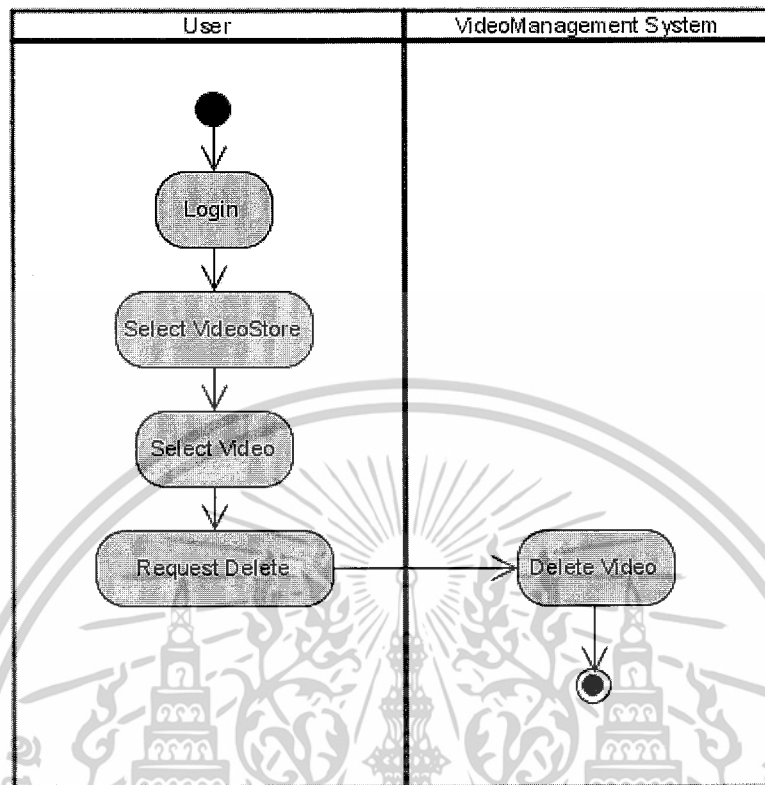 User
VideoManagement System
Login
Select VideoStore
Select Video
Request Delete
Delete Video